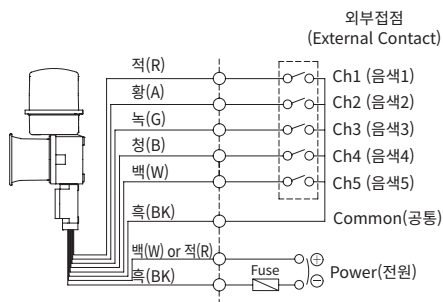 외부접점
(External Contact)
적(R)
Ch1 (음색1)
황(A)
Ch2 (음색2)
녹(G)
Ch3 (음색3)
청(B)
Ch4 (음색4)
백(W)
Ch5 (음색5)
흑(BK)
Common(공통)
백(W) or 적(R)
흑(BK)
Fuse
Power(전원)